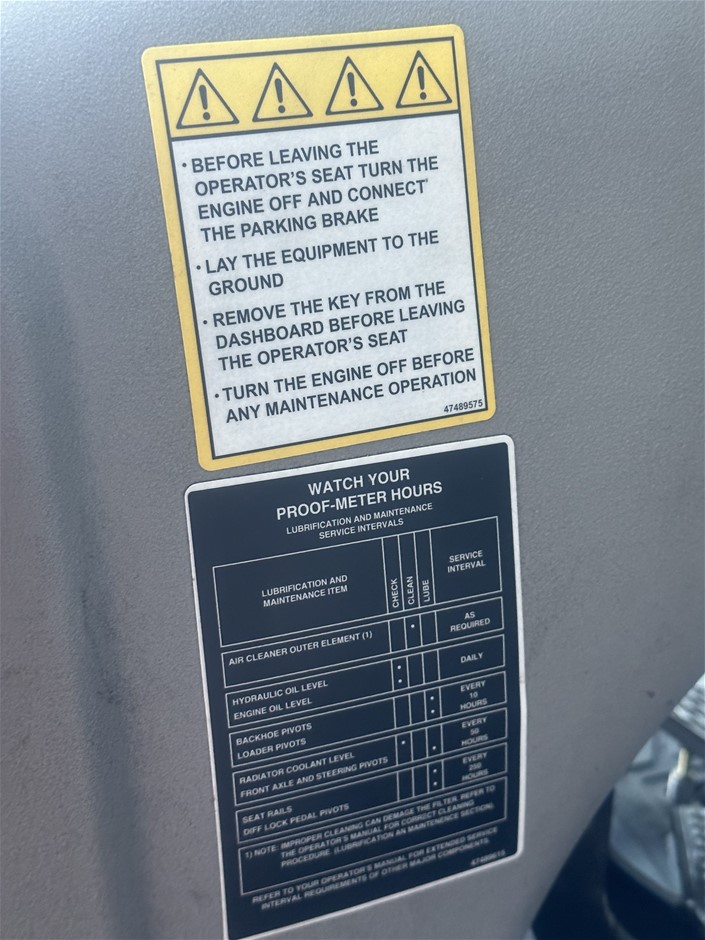 • BEFORE LEAVING THE
OPERATOR'S SEAT TURN THE
ENGINE OFF AND CONNECT
THE PARKING BRAKE
• LAY THE EQUIPMENT TO THE
GROUND
• REMOVE THE KEY FROM THE
DASHBOARD BEFORE LEAVING
THE OPERATOR'S SEAT
• TURN THE ENGINE OFF BEFORE
ANY MAINTENANCE OPERATION
47489575
WATCH YOUR
PROOF-METER HOURS
LUBRIFICATION AND MAINTENANCE
SERVICE INTERVALS
LUBRIFICATION AND
MAINTENANCE ITEM
CHECK
CLEAN
LUBE
SERVICE
INTERVAL
AIR CLEANER OUTER ELEMENT (1)
•
AS
REQUIRED
HYDRAULIC OIL LEVEL
•
ENGINE OIL LEVEL
•
DAILY
BACKHOE PIVOTS
•
LOADER PIVOTS
•
EVERY
10
HOURS
RADIATOR COOLANT LEVEL
•
FRONT AXLE AND STEERING PIVOTS
•
EVERY
50
HOURS
SEAT RAILS
•
DIFF LOCK PEDAL PIVOTS
•
EVERY
250
HOURS
1) NOTE: IMPROPER CLEANING CAN DAMAGE THE FILTER. REFER TO
THE OPERATOR'S MANUAL FOR CORRECT CLEANING
PROCEDURE. (LUBRIFICATION AN MAINTENENCE SECTION).
REFER TO YOUR OPERATOR'S MANUAL FOR EXTENDED SERVICE
INTERVAL REQUIREMENTS OF OTHER MAJOR COMPONENTS.